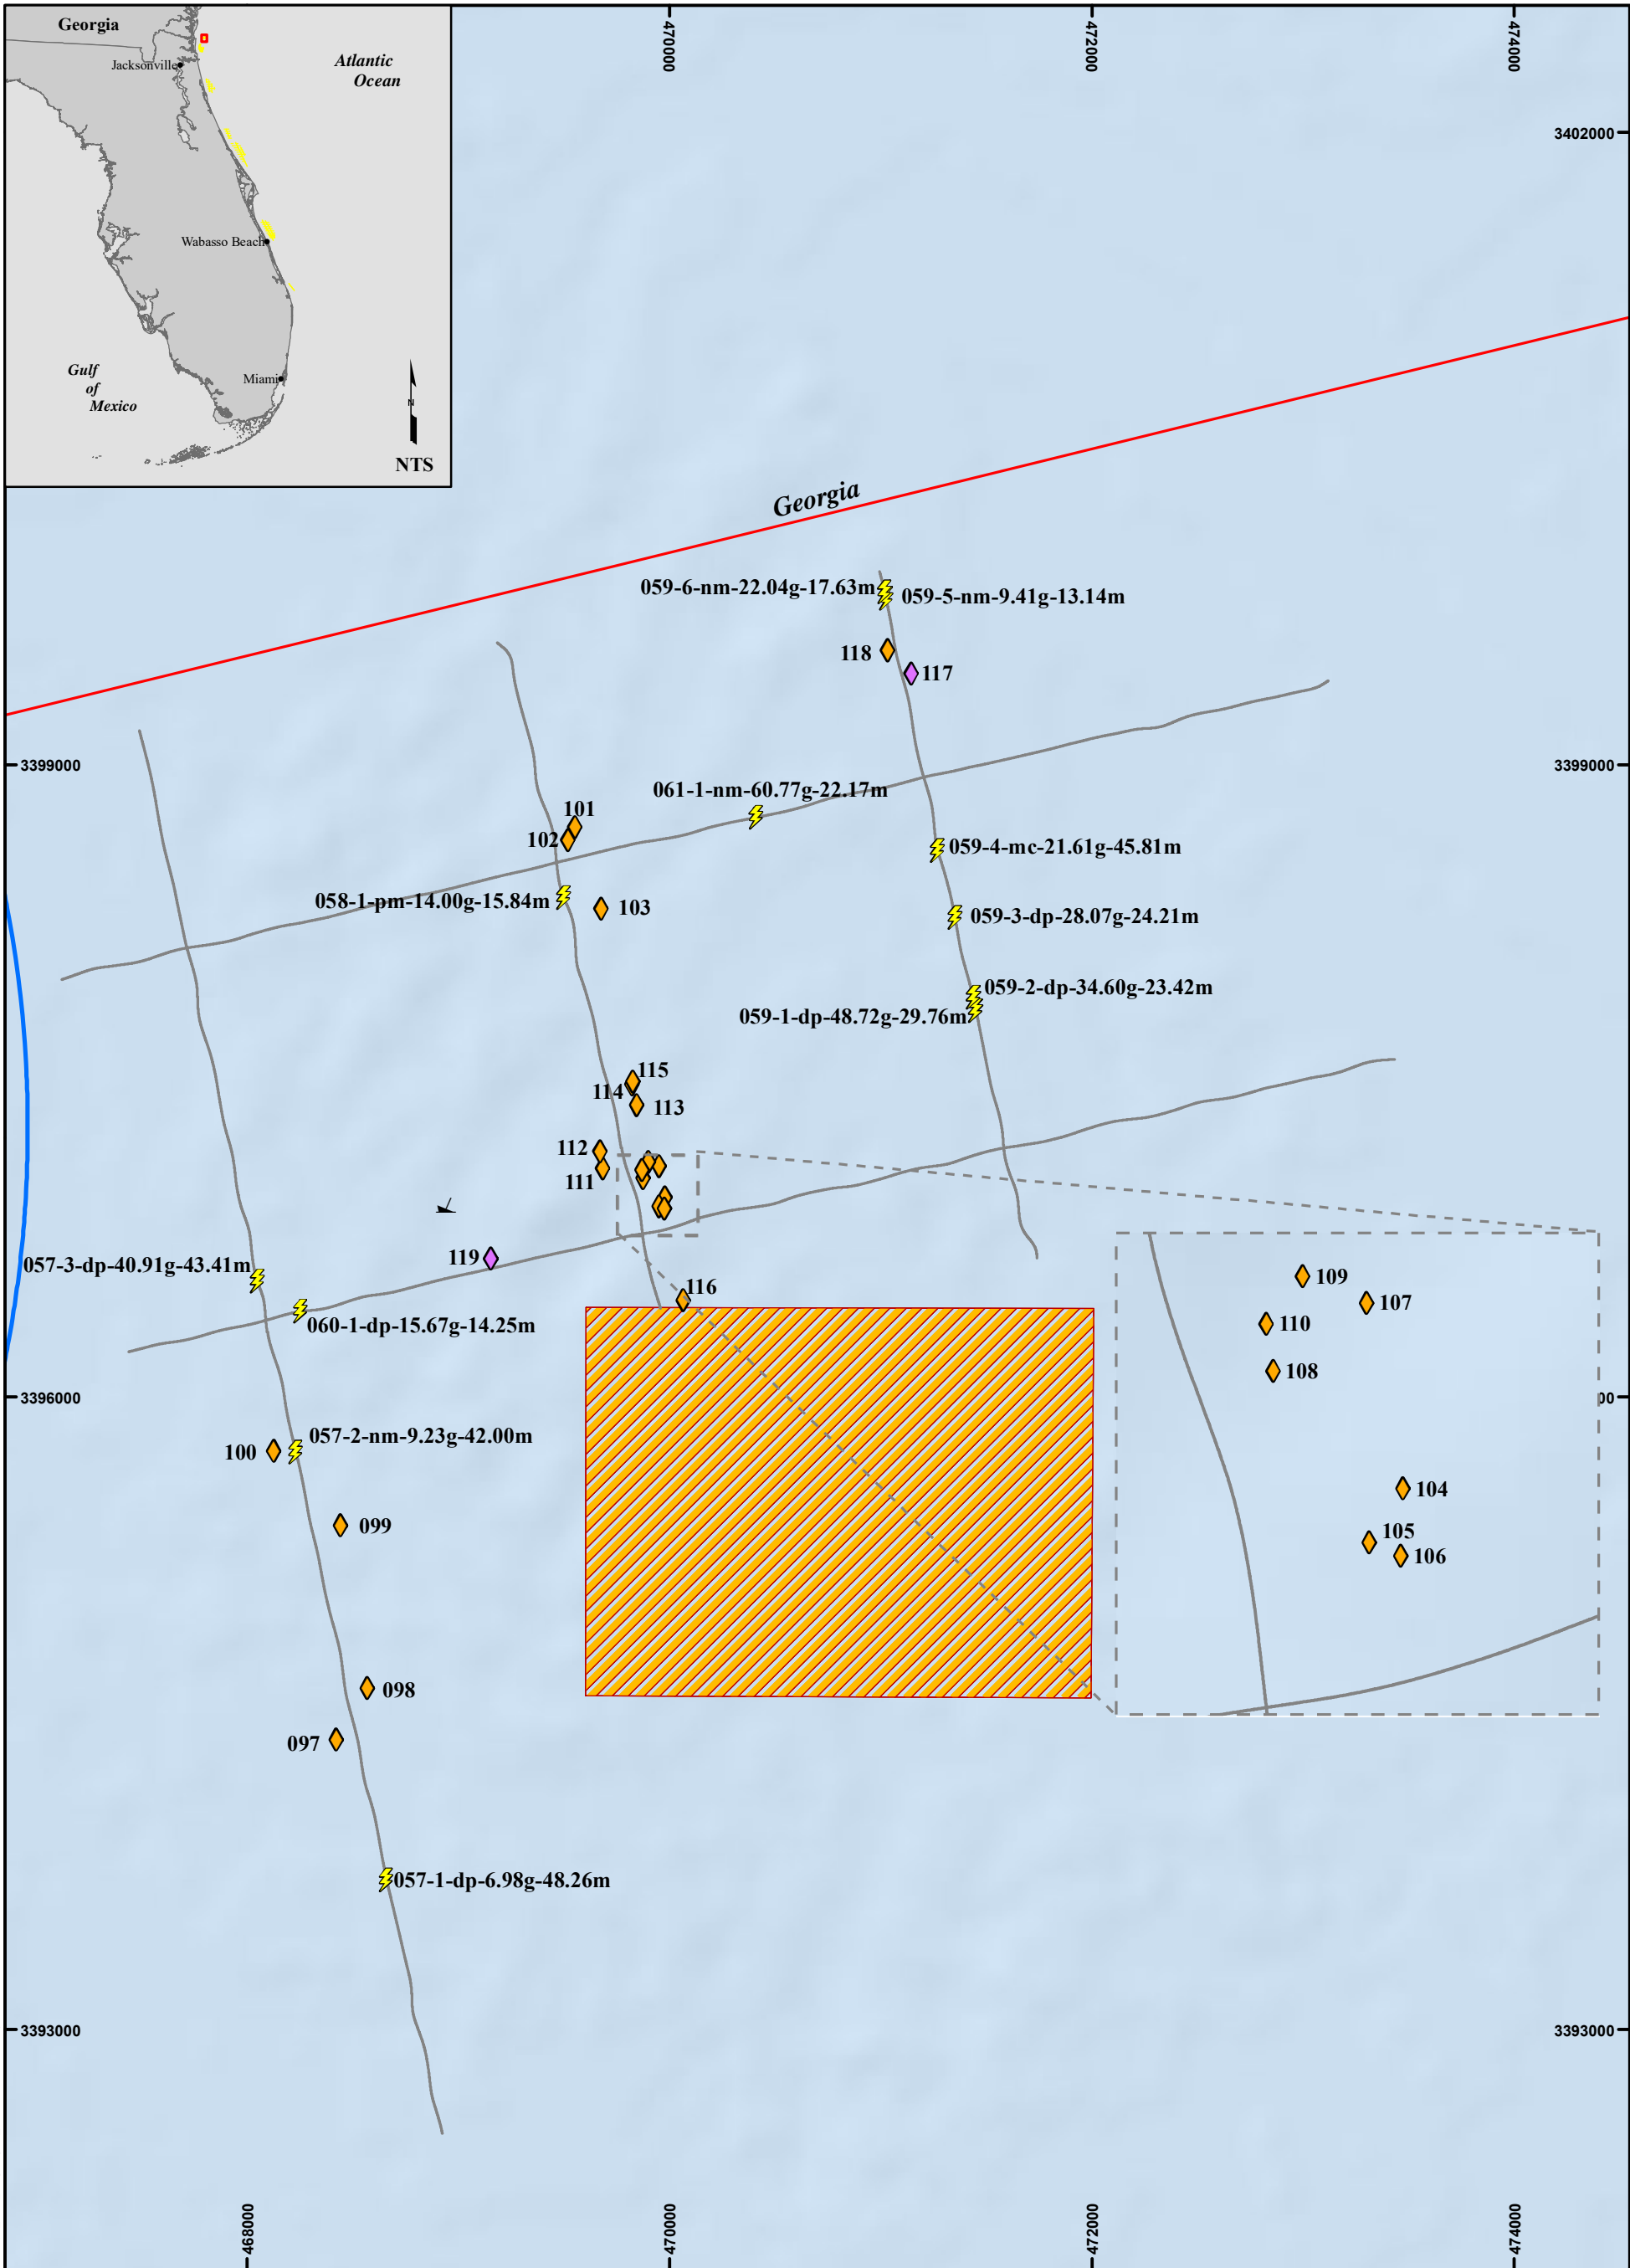 Georgia
Jacksonville
Atlantic
Ocean
Wabasso Beach
Gulf
of
Mexico
Miami
N
NTS
470000
472000
474000
3402000
Georgia
059-6-nm-22.04g-17.63m
059-5-nm-9.41g-13.14m
118
117
3399000
3399000
061-1-nm-60.77g-22.17m
101
102
059-4-mc-21.61g-45.81m
058-1-pm-14.00g-15.84m
103
059-3-dp-28.07g-24.21m
059-2-dp-34.60g-23.42m
059-1-dp-48.72g-29.76m
115
114
113
112
111
119
057-3-dp-40.91g-43.41m
116
060-1-dp-15.67g-14.25m
109
107
110
108
3396000
00
057-2-nm-9.23g-42.00m
100
104
099
105
106
098
097
057-1-dp-6.98g-48.26m
3393000
3393000
468000
470000
472000
474000